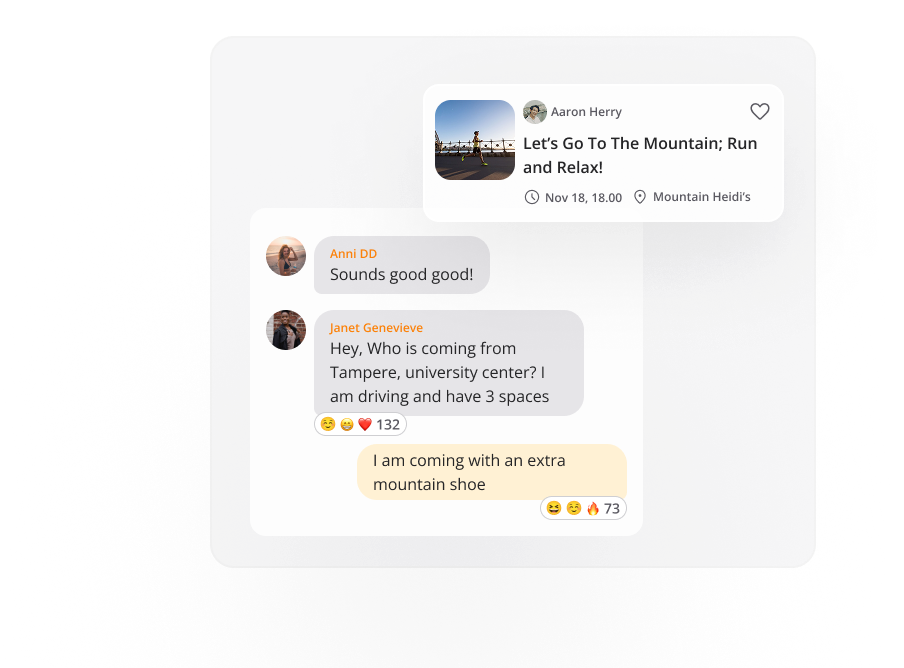 Aaron Herry
Let’s Go To The Mountain; Run
and Relax!
Nov 18, 18.00 Mountain Heidi’s
Anni DD
Sounds good good!
Janet Genevieve
Hey, Who is coming from
Tampere, university center? I
am driving and have 3 spaces
☺️ 😁 ❤️ 132
I am coming with an extra
mountain shoe
😆 ☺️ 🔥 73